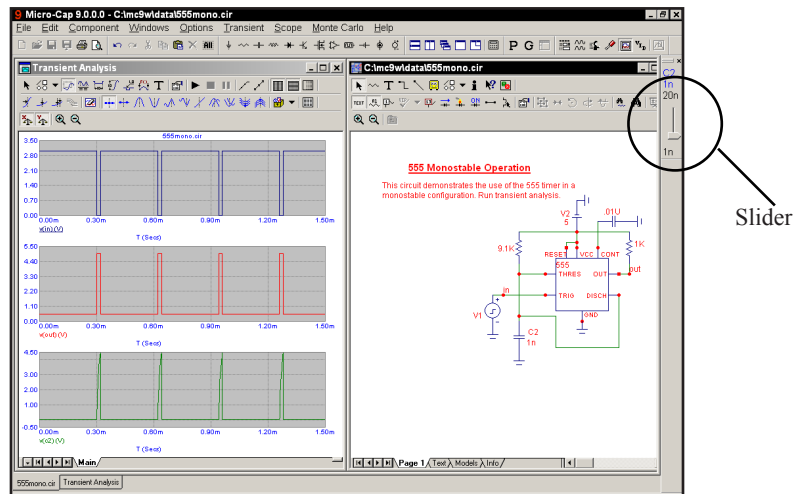 Micro-Cap 9.0.0.0 - C:\mc9w\data\555mono.cir
File Edit Component Windows Options Transient Scope Monte Carlo Help
Transient Analysis
555mono.cir
3.50
2.80
2.10
1.40
0.70
0.00
0.00m 0.30m 0.60m 0.90m 1.20m 1.50m
v(in) (V)
T (Secs)
6.50
5.40
4.30
3.20
2.10
1.00
0.00m 0.30m 0.60m 0.90m 1.20m 1.50m
v(out) (V)
T (Secs)
4.50
3.00
2.00
1.00
-0.50
0.00m 0.30m 0.60m 0.90m 1.20m 1.50m
v(c2) (V)
T (Secs)
Main
555mono.cir Transient Analysis
C:\mc9w\data\555mono.cir
TEXT
555 Monostable Operation
This circuit demonstrates the use of the 555 timer in a
monostable configuration. Run transient analysis.
V2
5
.01U
9.1K
1K
RESET VCC CONT
555
THRES OUT
out
in
TRIG DISCH
V1
GND
C2
1n
Page 1 Text Models Info
C2
1n
20n
1n
Slider